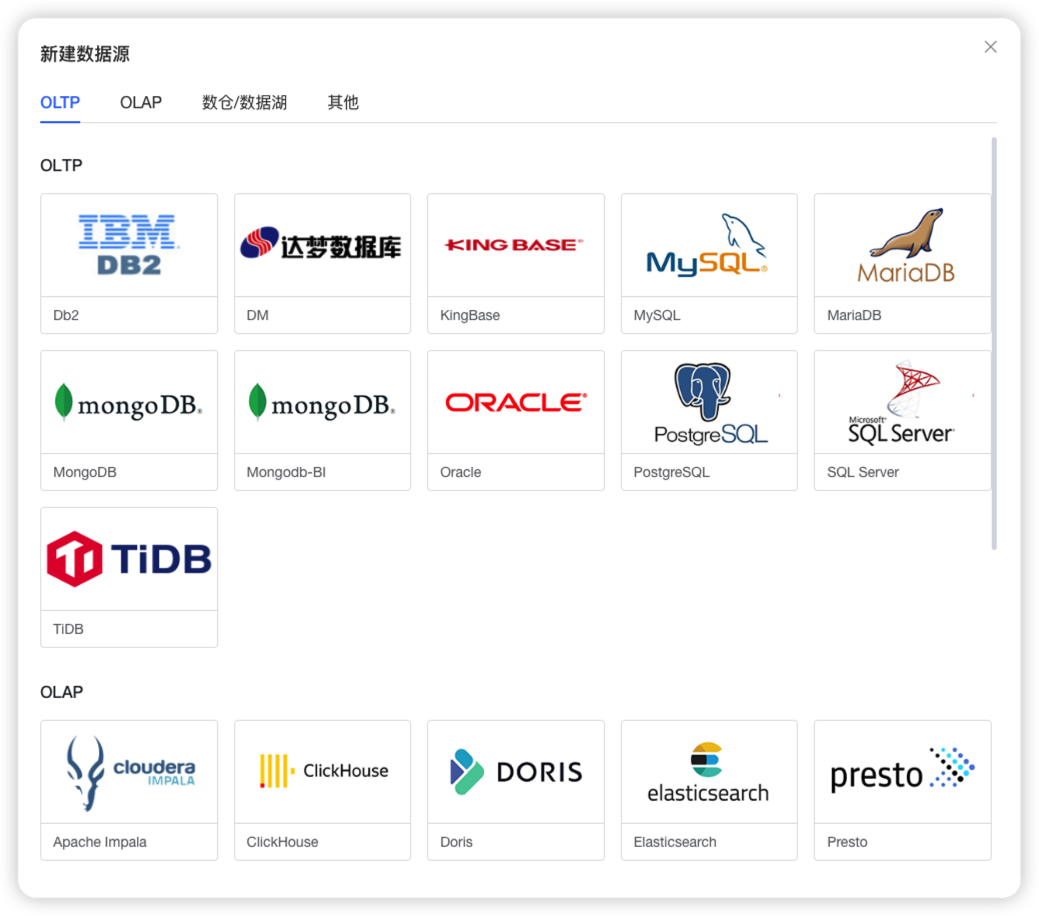 新建数据源
OLTP OLAP 数仓/数据湖 其他
OLTP
IBM
DB2
达梦数据库
KINGBASE®
MySQL®
MariaDB
Db2 DM KingBase MySQL MariaDB
mongoDB®
mongoDB®
ORACLE®
PostgreSQL
Microsoft®
SQL Server®
MongoDB Mongodb-BI Oracle PostgreSQL SQL Server
TiDB
TiDB
OLAP
cloudera
IMPALA
ClickHouse
DORIS
elasticsearch
presto
Apache Impala ClickHouse Doris Elasticsearch Presto